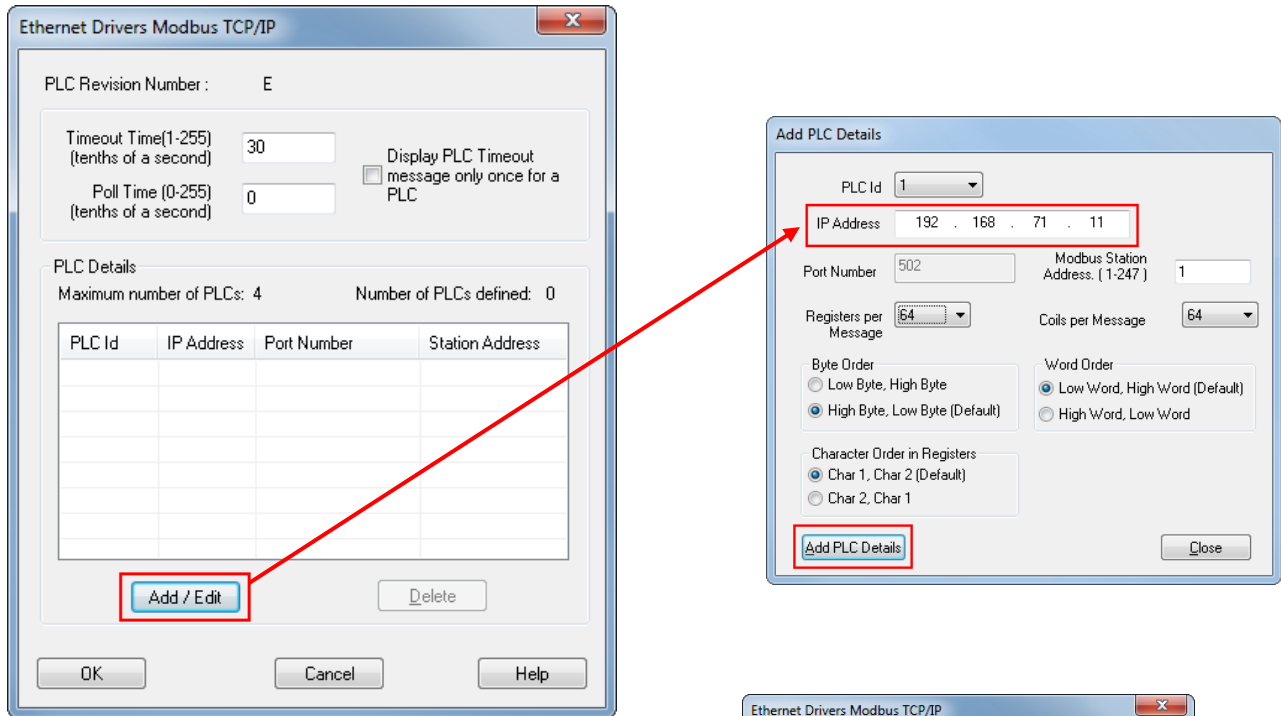 Ethernet Drivers Modbus TCP/IP
PLC Revision Number : E
Timeout Time(1-255)
(tenths of a second)
30
Poll Time (0-255)
(tenths of a second)
0
Display PLC Timeout
message only once for a
PLC
PLC Details
Maximum number of PLCs: 4 Number of PLCs defined: 0
PLC Id IP Address Port Number Station Address
Add / Edit Delete
OK Cancel Help
Add PLC Details
PLC Id 1
IP Address 192 . 168 . 71 . 11
Port Number 502
Modbus Station
Address. ( 1-247 )
1
Registers per
Message
64
Coils per Message 64
Byte Order
Low Byte, High Byte
High Byte, Low Byte (Default)
Word Order
Low Word, High Word (Default)
High Word, Low Word
Character Order in Registers
Char 1, Char 2 (Default)
Char 2, Char 1
Add PLC Details Close
Ethernet Drivers Modbus TCP/IP